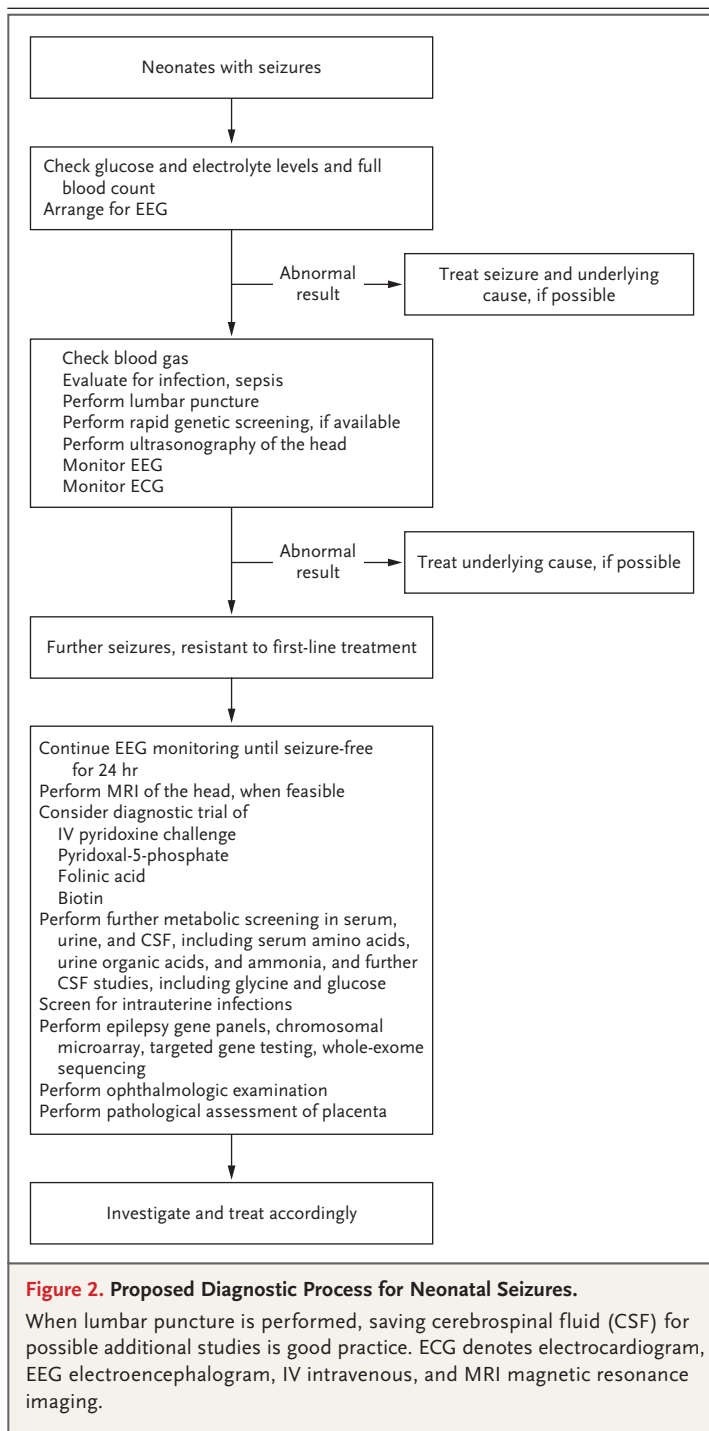 Neonates with seizures
Check glucose and electrolyte levels and full
blood count
Arrange for EEG
Abnormal
result
Treat seizure and underlying
cause, if possible
Check blood gas
Evaluate for infection, sepsis
Perform lumbar puncture
Perform rapid genetic screening, if available
Perform ultrasonography of the head
Monitor EEG
Monitor ECG
Abnormal
result
Treat underlying cause, if possible
Further seizures, resistant to first-line treatment
Continue EEG monitoring until seizure-free
for 24 hr
Perform MRI of the head, when feasible
Consider diagnostic trial of
IV pyridoxine challenge
Pyridoxal-5-phosphate
Folinic acid
Biotin
Perform further metabolic screening in serum,
urine, and CSF, including serum amino acids,
urine organic acids, and ammonia, and further
CSF studies, including glycine and glucose
Screen for intrauterine infections
Perform epilepsy gene panels, chromosomal
microarray, targeted gene testing, whole-exome
sequencing
Perform ophthalmologic examination
Perform pathological assessment of placenta
Investigate and treat accordingly
Figure 2. Proposed Diagnostic Process for Neonatal Seizures.
When lumbar puncture is performed, saving cerebrospinal fluid (CSF) for
possible additional studies is good practice. ECG denotes electrocardiogram,
EEG electroencephalogram, IV intravenous, and MRI magnetic resonance
imaging.